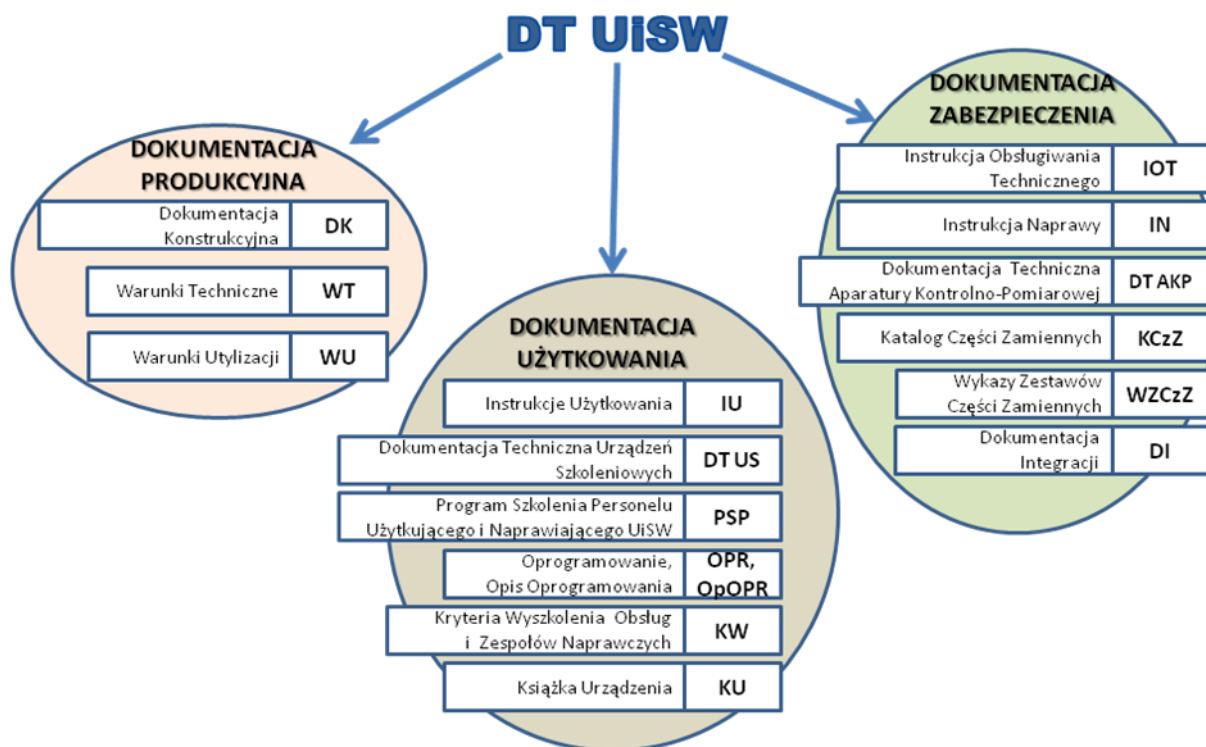 DT UiSW
DOKUMENTACJA
PRODUKCYJNA
Dokumentacja
Konstrukcyjna
DK
Warunki Techniczne
WT
Warunki Utylizacji
WU
DOKUMENTACJA
UŻYTKOWANIA
Instrukcje Użytkowania
IU
Dokumentacja Techniczna Urządzeń
Szkoleniowych
DT US
Program Szkolenia Personelu
Użytkującego i Naprawiającego UiSW
PSP
Oprogramowanie,
Opis Oprogramowania
OPR,
OpOPR
Kryteria Wyszkolenia Obsług
i Zespołów Naprawczych
KW
Książka Urządzenia
KU
DOKUMENTACJA
ZABEZPIECZENIA
Instrukcja Obsługiwania
Technicznego
IOT
Instrukcja Naprawy
IN
Dokumentacja Techniczna
Aparatury Kontrolno-Pomiarowej
DT AKP
Katalog Części Zamiennych
KCzZ
Wykazy Zestawów
Części Zamiennych
WZCzZ
Dokumentacja
Integracji
DI